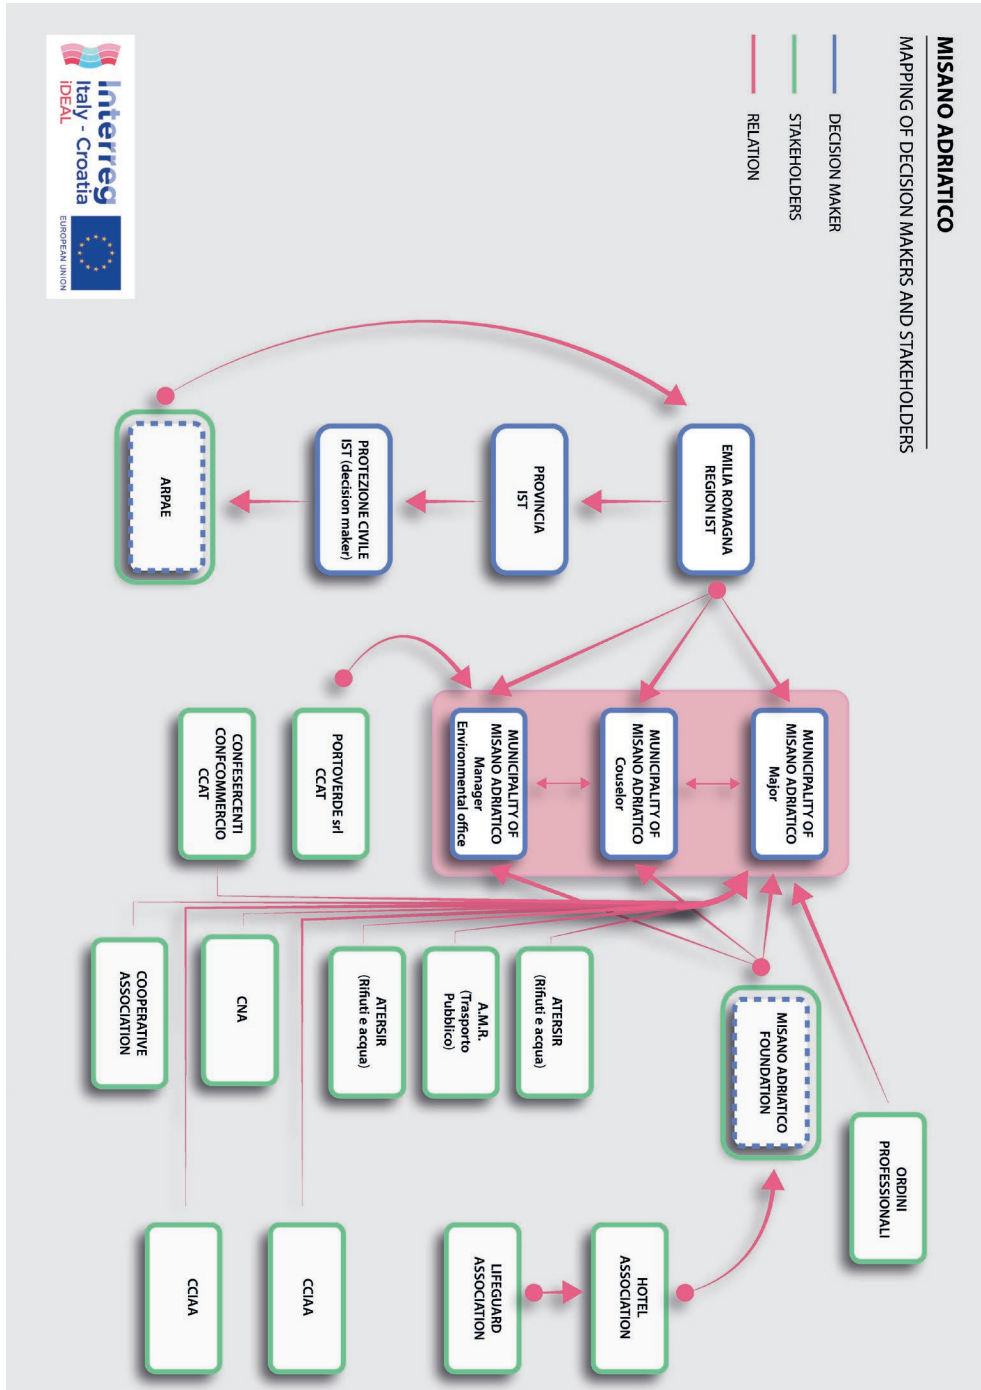 MISANO ADRIATICO
MAPPING OF DECISION MAKERS AND STAKEHOLDERS
DECISION MAKER
STAKEHOLDERS
RELATION
Interreg
Italy - Croatia
iDEAL
EUROPEAN UNION
EMILIA ROMAGNA
REGION IST
PROVINCIA
IST
PROTEZIONE CIVILE
IST (decision maker)
ARPAE
MUNICIPALITY OF
MISANO ADRIATICO
Major
MUNICIPALITY OF
MISANO ADRIATICO
Couselor
MUNICIPALITY OF
MISANO ADRIATICO
Manager
Environmental office
PORTOVERDE srl
CCAT
CONFESERCENTI
CONFCOMMERCIO
CCAT
ORDINI
PROFESSIONALI
MISANO ADRIATICO
FOUNDATION
ATERSIR
(Rifiuti e acqua)
A.M.R.
(Trasporto
Pubblico)
ATERSIR
(Rifiuti e acqua)
CNA
COOPERATIVE
ASSOCIATION
HOTEL
ASSOCIATION
LIFEGUARD
ASSOCIATION
CCIAA
CCIAA